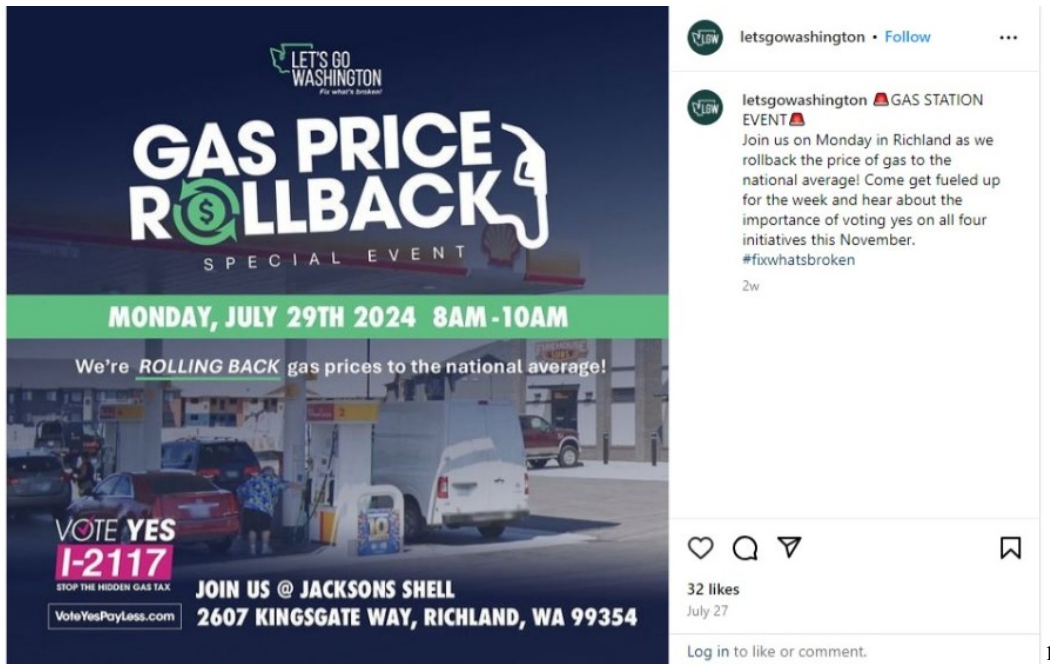 LET'S GO
WASHINGTON
Fix what's broken!
GAS PRICE
ROLLBACK
$
SPECIAL EVENT
MONDAY, JULY 29TH 2024 8AM-10AM
We're ROLLING BACK gas prices to the national average!
2
10
VOTE YES
I-2117
STOP THE HIDDEN GAS TAX
VoteYesPayLess.com
JOIN US @ JACKSONS SHELL
2607 KINGSGATE WAY, RICHLAND, WA 99354
LGW
letsgowashington • Follow
LGW
letsgowashington 🚨GAS STATION
EVENT🚨
Join us on Monday in Richland as we
rollback the price of gas to the
national average! Come get fueled up
for the week and hear about the
importance of voting yes on all four
initiatives this November.
#fixwhatsbroken
2w
32 likes
July 27
Log in to like or comment.